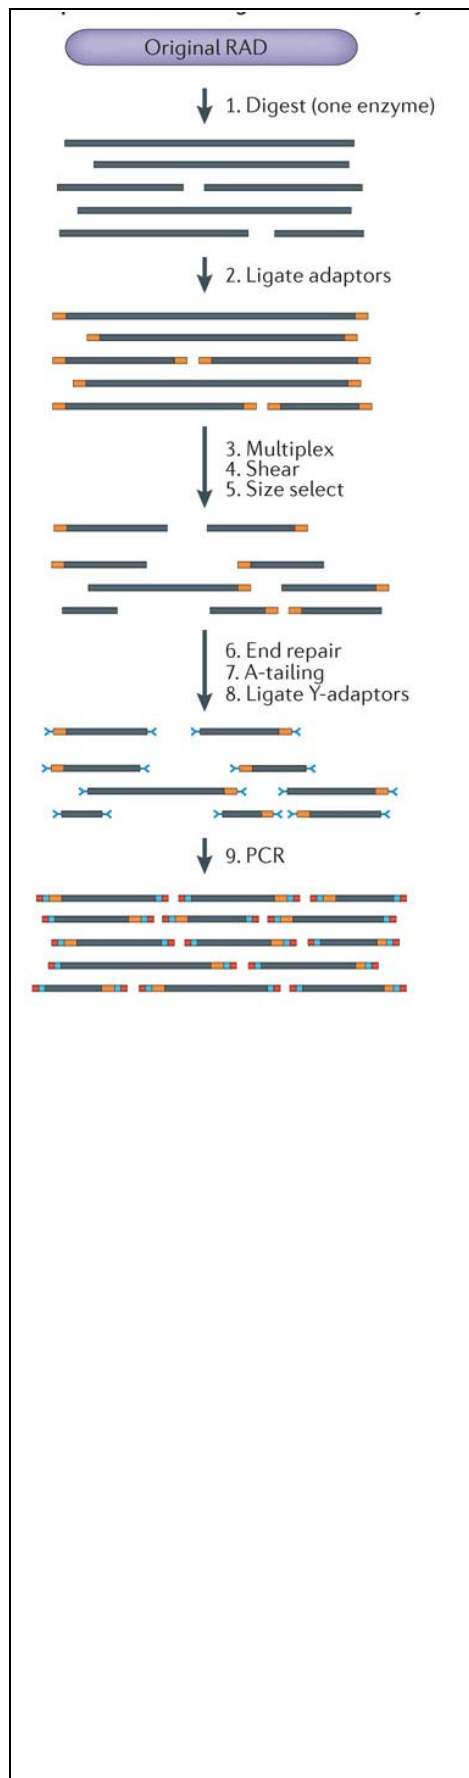 Original RAD
1. Digest (one enzyme)
2. Ligate adaptors
3. Multiplex
4. Shear
5. Size select
6. End repair
7. A-tailing
8. Ligate Y-adaptors
9. PCR